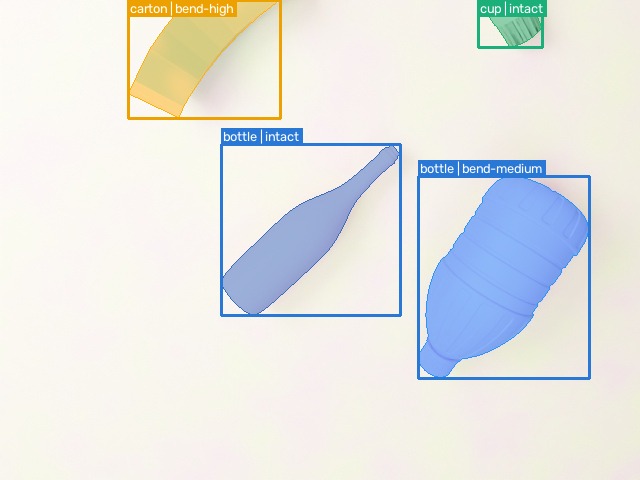 carton | bend-high
cup | intact
bottle | intact
bottle | bend-medium